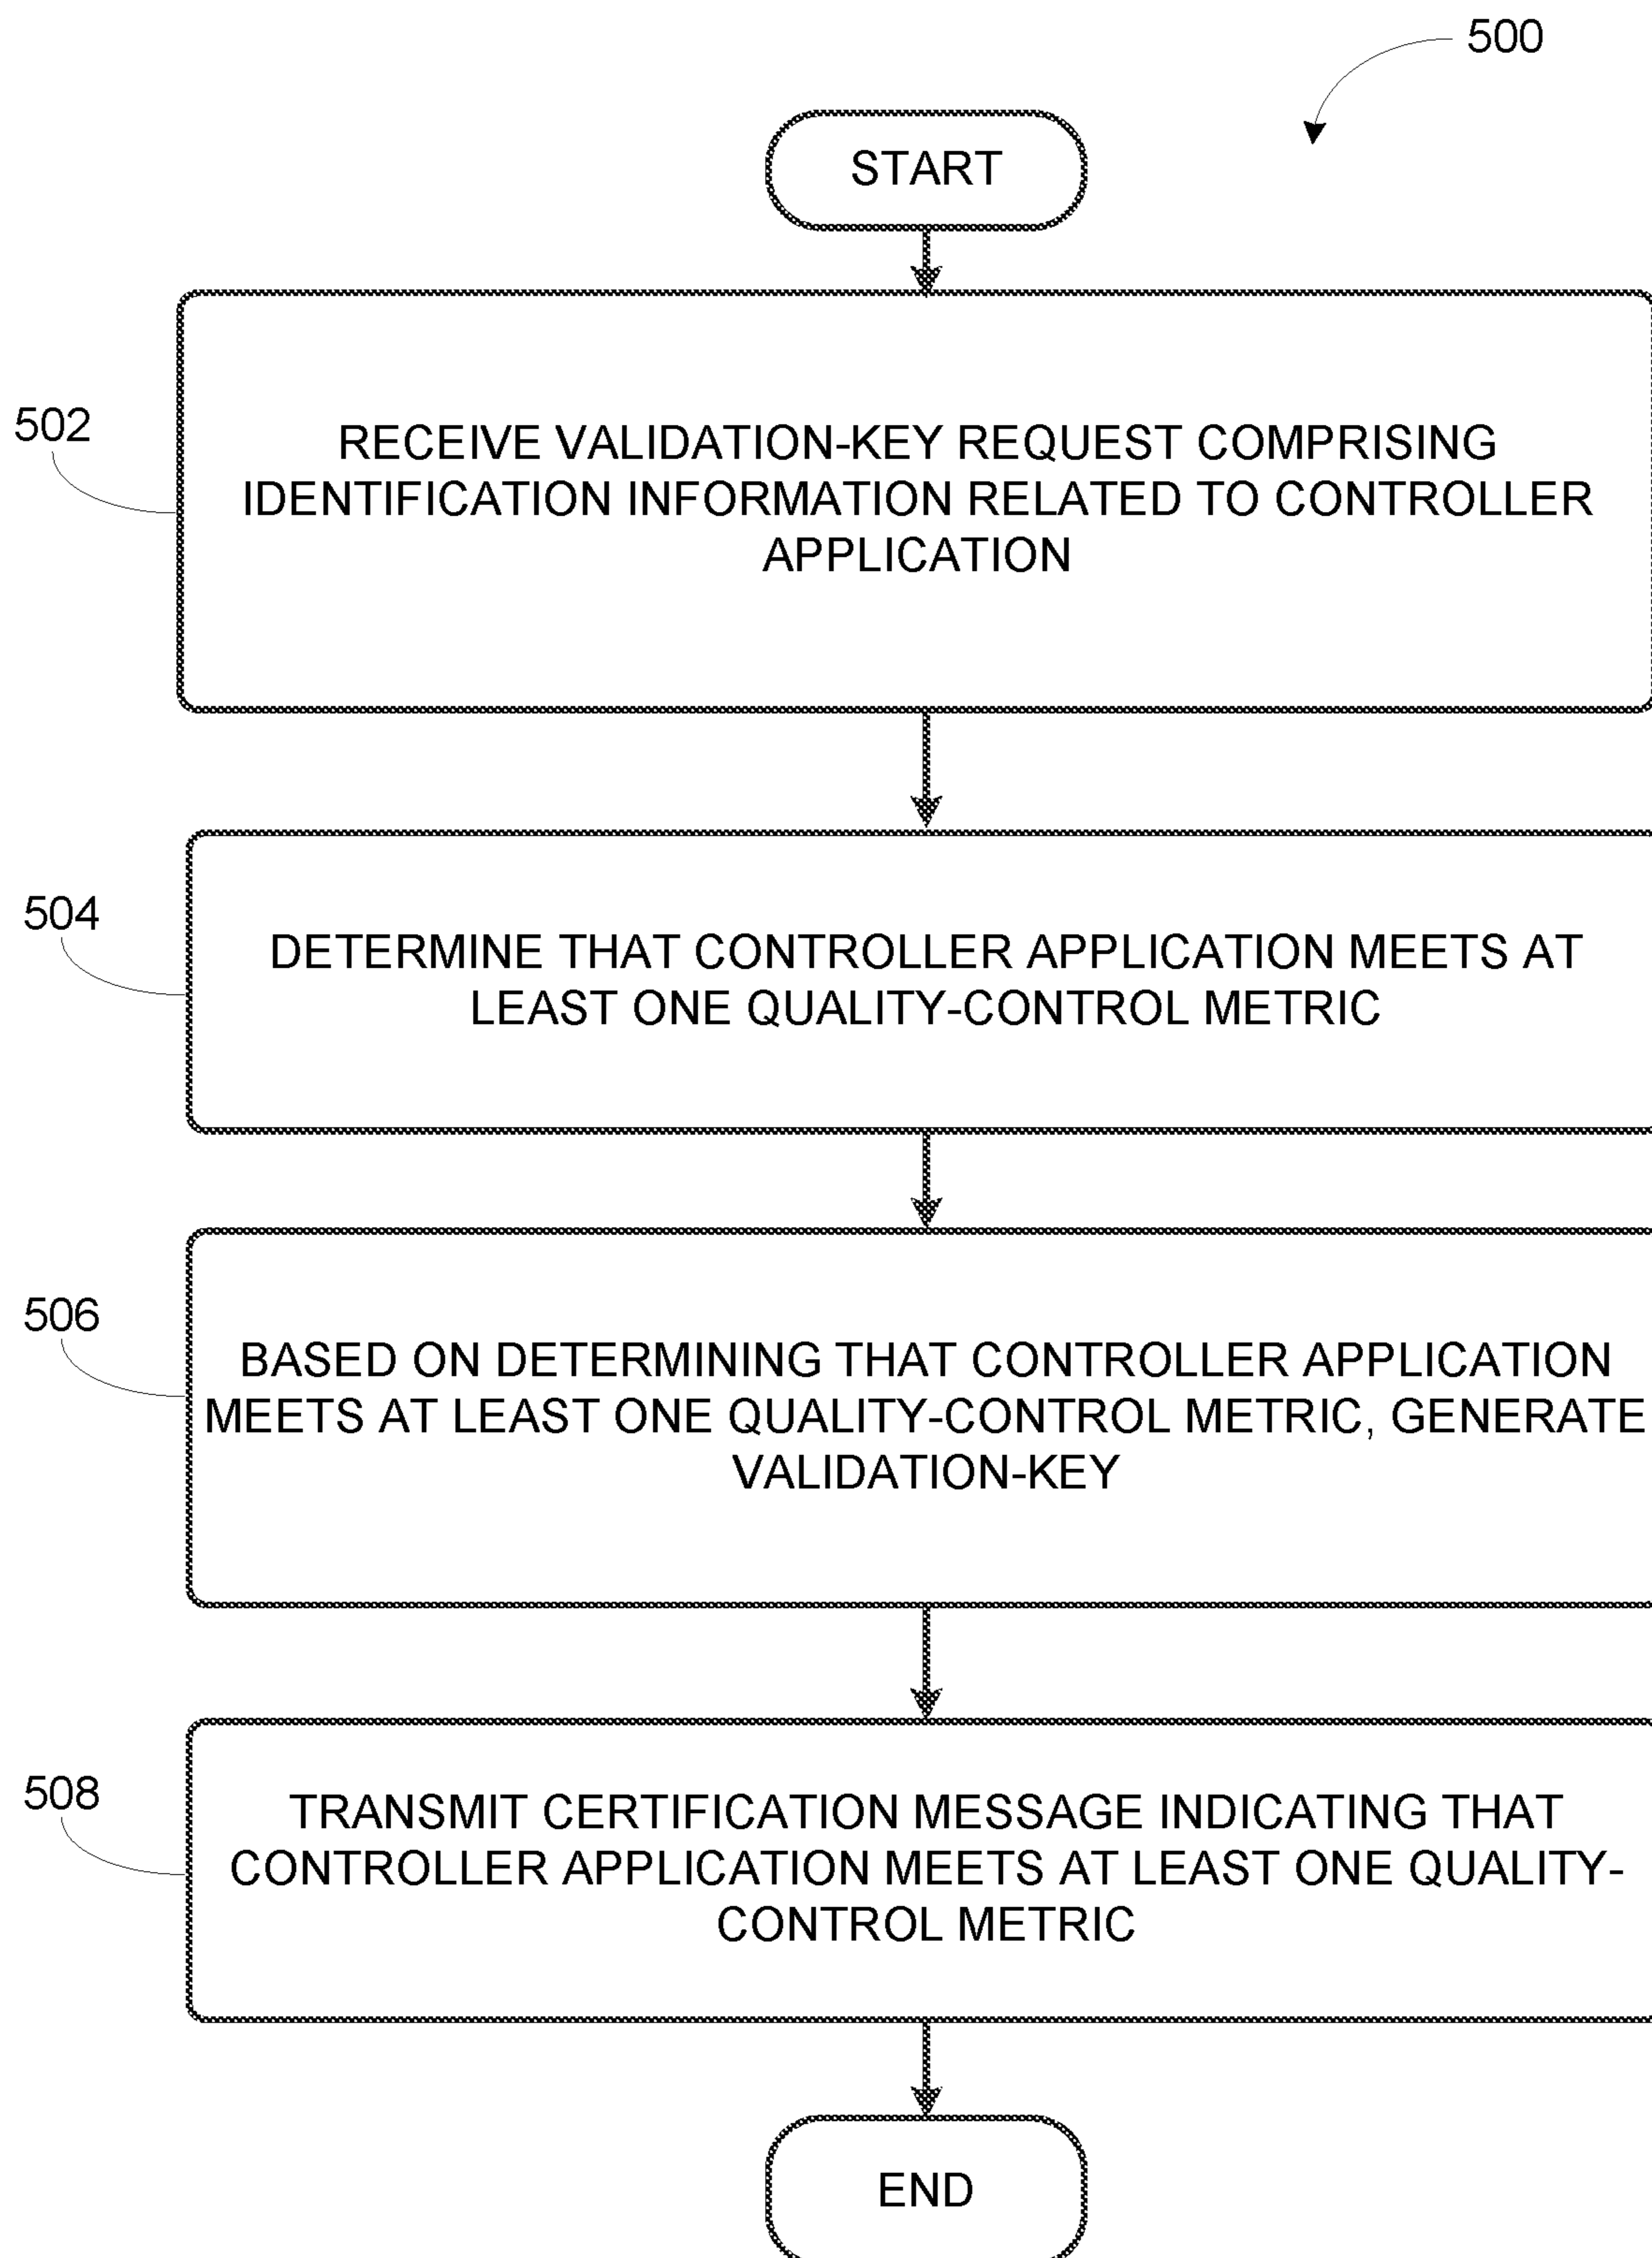 500
START
502
RECEIVE VALIDATION-KEY REQUEST COMPRISING
IDENTIFICATION INFORMATION RELATED TO CONTROLLER
APPLICATION
504
DETERMINE THAT CONTROLLER APPLICATION MEETS AT
LEAST ONE QUALITY-CONTROL METRIC
506
BASED ON DETERMINING THAT CONTROLLER APPLICATION
MEETS AT LEAST ONE QUALITY-CONTROL METRIC, GENERATE
VALIDATION-KEY
508
TRANSMIT CERTIFICATION MESSAGE INDICATING THAT
CONTROLLER APPLICATION MEETS AT LEAST ONE QUALITY-
CONTROL METRIC
END